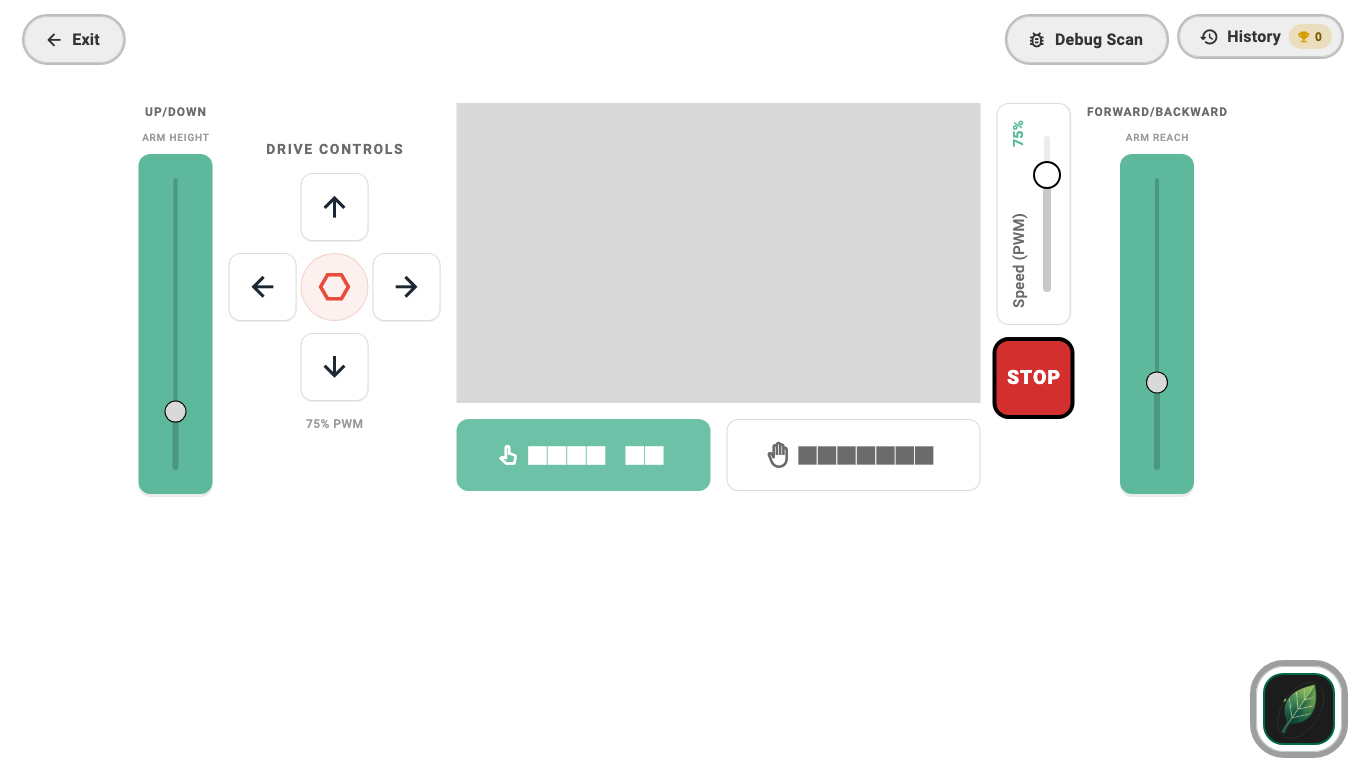 Exit
Debug Scan
History 0
UP/DOWN
ARM HEIGHT
DRIVE CONTROLS
75% PWM
75%
Speed (PWM)
STOP
FORWARD/BACKWARD
ARM REACH